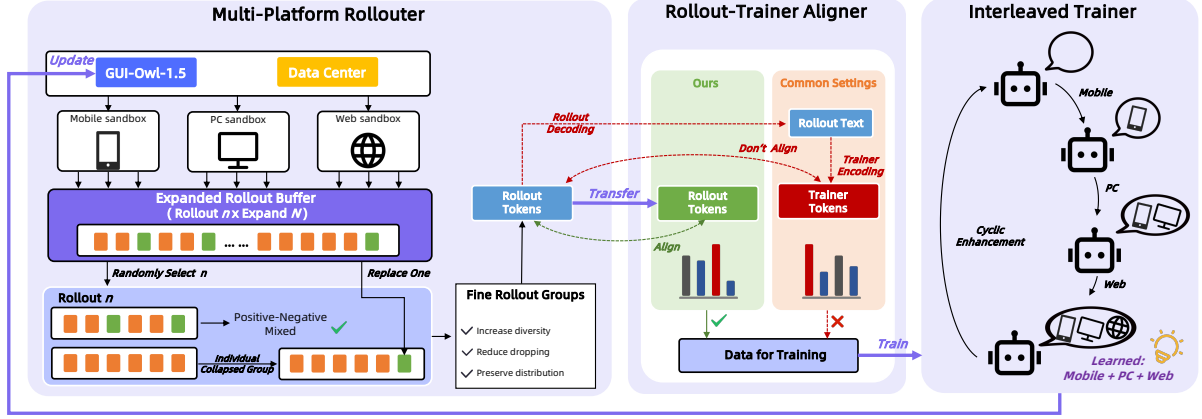 Multi-Platform Rollouter
Update
GUI-Owl-1.5
Data Center
Mobile sandbox
PC sandbox
Web sandbox
Expanded Rollout Buffer
( Rollout n x Expand N )
... ...
Randomly Select n
Replace One
Rollout n
Positive-Negative
Mixed
Individual
Collapsed Group
Fine Rollout Groups
Increase diversity
Reduce dropping
Preserve distribution
Rollout-Trainer Aligner
Ours
Common Settings
Rollout
Decoding
Rollout Text
Don't Align
Trainer
Encoding
Rollout
Tokens
Transfer
Rollout
Tokens
Trainer
Tokens
Align
Data for Training
Train
Interleaved Trainer
Mobile
PC
Cyclic
Enhancement
Web
Learned:
Mobile + PC + Web